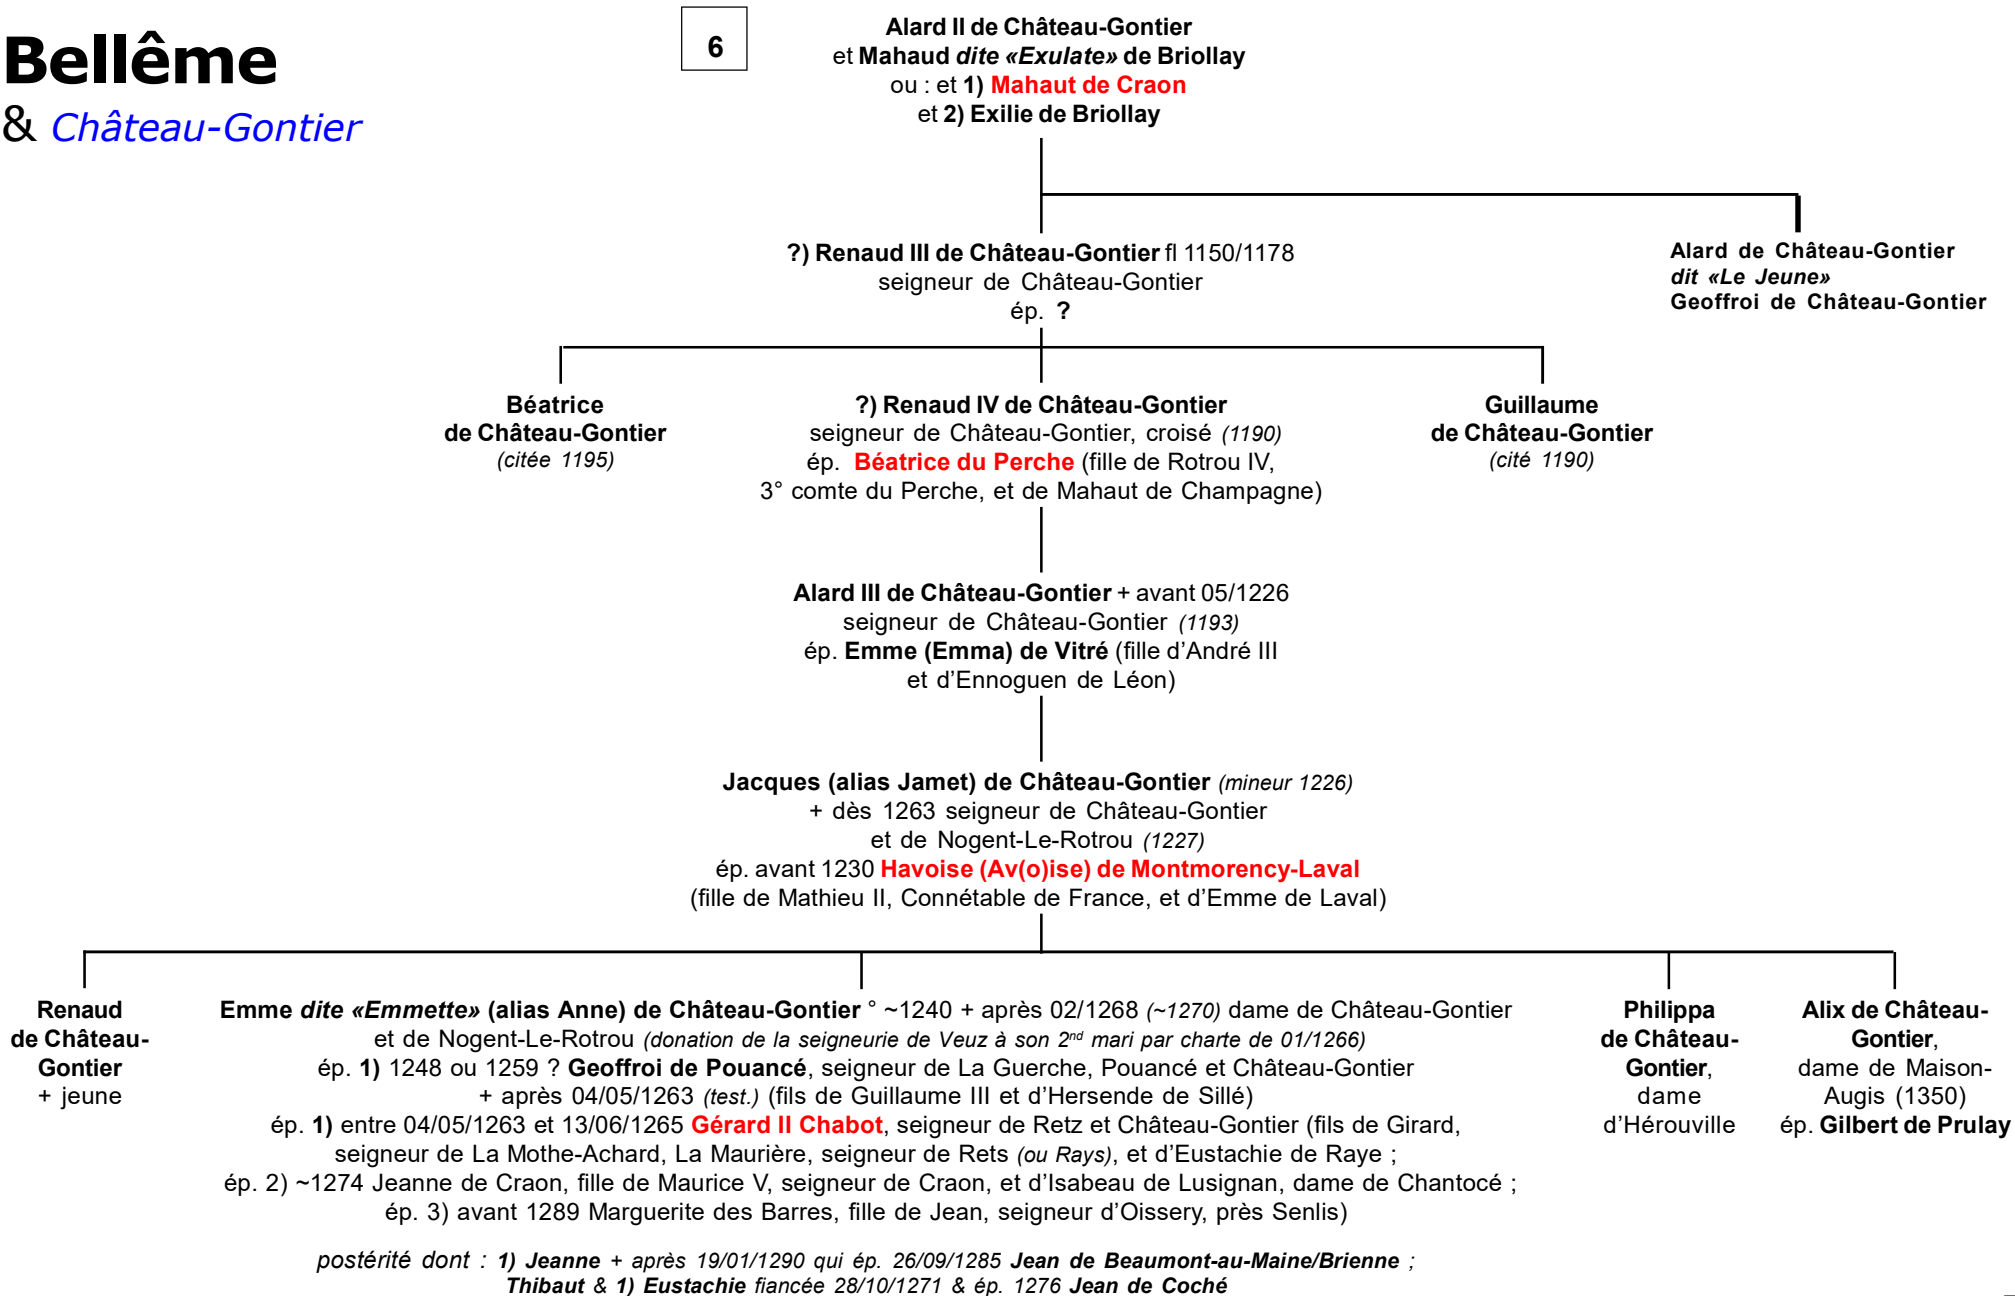 Bellême
& Château-Gontier
6
Alard II de Château-Gontier
et Mahaud dite «Exulate» de Briollay
ou : et 1) Mahaut de Craon
et 2) Exilie de Briollay
?) Renaud III de Château-Gontier fl 1150/1178
seigneur de Château-Gontier
ép. ?
Alard de Château-Gontier
dit «Le Jeune»
Geoffroi de Château-Gontier
Béatrice
de Château-Gontier
(citée 1195)
?) Renaud IV de Château-Gontier
seigneur de Château-Gontier, croisé (1190)
ép. Béatrice du Perche (fille de Rotrou IV,
3° comte du Perche, et de Mahaut de Champagne)
Guillaume
de Château-Gontier
(cité 1190)
Alard III de Château-Gontier + avant 05/1226
seigneur de Château-Gontier (1193)
ép. Emme (Emma) de Vitré (fille d'André III
et d'Ennoguen de Léon)
Jacques (alias Jamet) de Château-Gontier (mineur 1226)
+ dès 1263 seigneur de Château-Gontier
et de Nogent-Le-Rotrou (1227)
ép. avant 1230 Havoise (Av(o)ise) de Montmorency-Laval
(fille de Mathieu II, Connétable de France, et d'Emme de Laval)
Renaud
de Château-
Gontier
+ jeune
Emme dite «Emmette» (alias Anne) de Château-Gontier ° ~1240 + après 02/1268 (~1270) dame de Château-Gontier
et de Nogent-Le-Rotrou (donation de la seigneurie de Veuz à son 2nd mari par charte de 01/1266)
ép. 1) 1248 ou 1259 ? Geoffroi de Pouancé, seigneur de La Guerche, Pouancé et Château-Gontier
+ après 04/05/1263 (test.) (fils de Guillaume III et d'Hersende de Sillé)
ép. 1) entre 04/05/1263 et 13/06/1265 Gérard II Chabot, seigneur de Retz et Château-Gontier (fils de Girard,
seigneur de La Mothe-Achard, La Maurière, seigneur de Rets (ou Rays), et d'Eustachie de Raye ;
ép. 2) ~1274 Jeanne de Craon, fille de Maurice V, seigneur de Craon, et d'Isabeau de Lusignan, dame de Chantocé ;
ép. 3) avant 1289 Marguerite des Barres, fille de Jean, seigneur d'Oissery, près Senlis)
postérité dont : 1) Jeanne + après 19/01/1290 qui ép. 26/09/1285 Jean de Beaumont-au-Maine/Brienne ;
Thibaut & 1) Eustachie fiancée 28/10/1271 & ép. 1276 Jean de Coché
Philippa
de Château-
Gontier,
dame
d'Hérouville
Alix de Château-
Gontier,
dame de Maison-
Augis (1350)
ép. Gilbert de Prulay